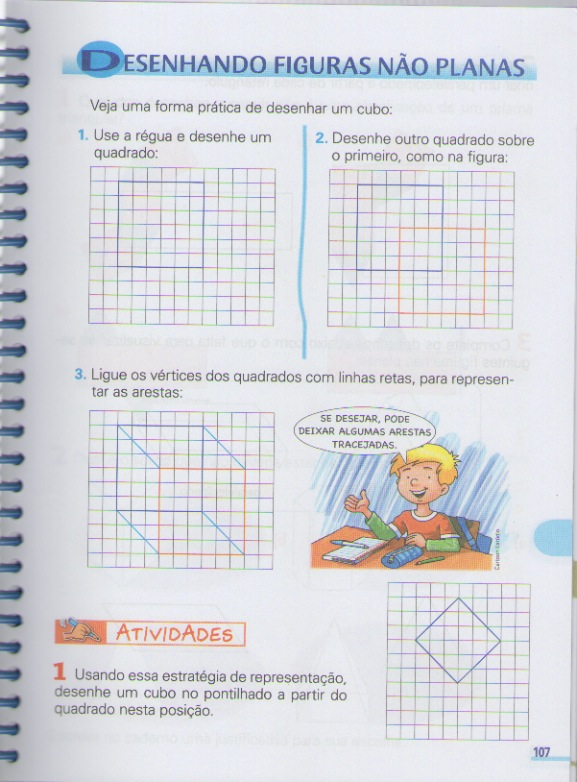 DESENHANDO FIGURAS NÃO PLANAS
Veja uma forma prática de desenhar um cubo:
1. Use a régua e desenhe um
quadrado:
2. Desenhe outro quadrado sobre
o primeiro, como na figura:
3. Ligue os vértices dos quadrados com linhas retas, para represen-
tar as arestas:
SE DESEJAR, PODE
DEIXAR ALGUMAS ARESTAS
TRACEJADAS.
ATIVIDADES
1 Usando essa estratégia de representação,
desenhe um cubo no pontilhado a partir do
quadrado nesta posição.
107